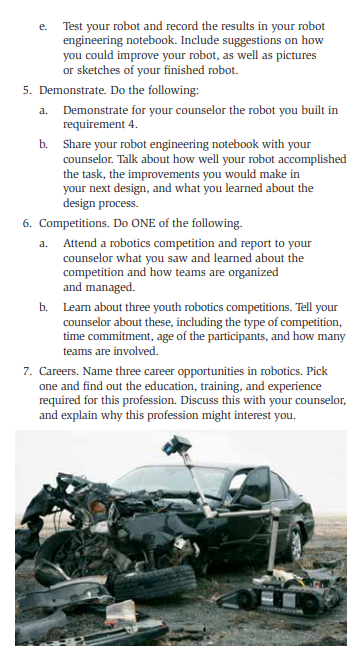 e. Test your robot and record the results in your robot
engineering notebook. Include suggestions on how
you could improve your robot, as well as pictures
or sketches of your finished robot.
5. Demonstrate. Do the following:
a. Demonstrate for your counselor the robot you built in
requirement 4.
b. Share your robot engineering notebook with your
counselor. Talk about how well your robot accomplished
the task, the improvements you would make in
your next design, and what you learned about the
design process.
6. Competitions. Do ONE of the following.
a. Attend a robotics competition and report to your
counselor what you saw and learned about the
competition and how teams are organized
and managed.
b. Learn about three youth robotics competitions. Tell your
counselor about these, including the type of competition,
time commitment, age of the participants, and how many
teams are involved.
7. Careers. Name three career opportunities in robotics. Pick
one and find out the education, training, and experience
required for this profession. Discuss this with your counselor,
and explain why this profession might interest you.